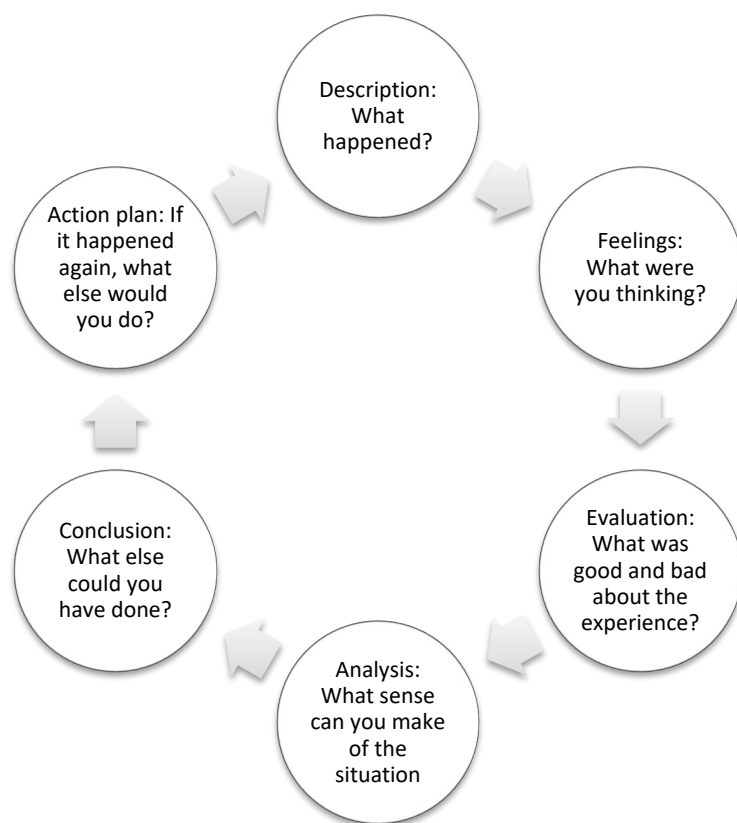 Description:
What
happened?
Feelings:
What were
you thinking?
Evaluation:
What was
good and bad
about the
experience?
Analysis:
What sense
can you make
of the
situation
Conclusion:
What else
could you
have done?
Action plan: If
it happened
again, what
else would
you do?